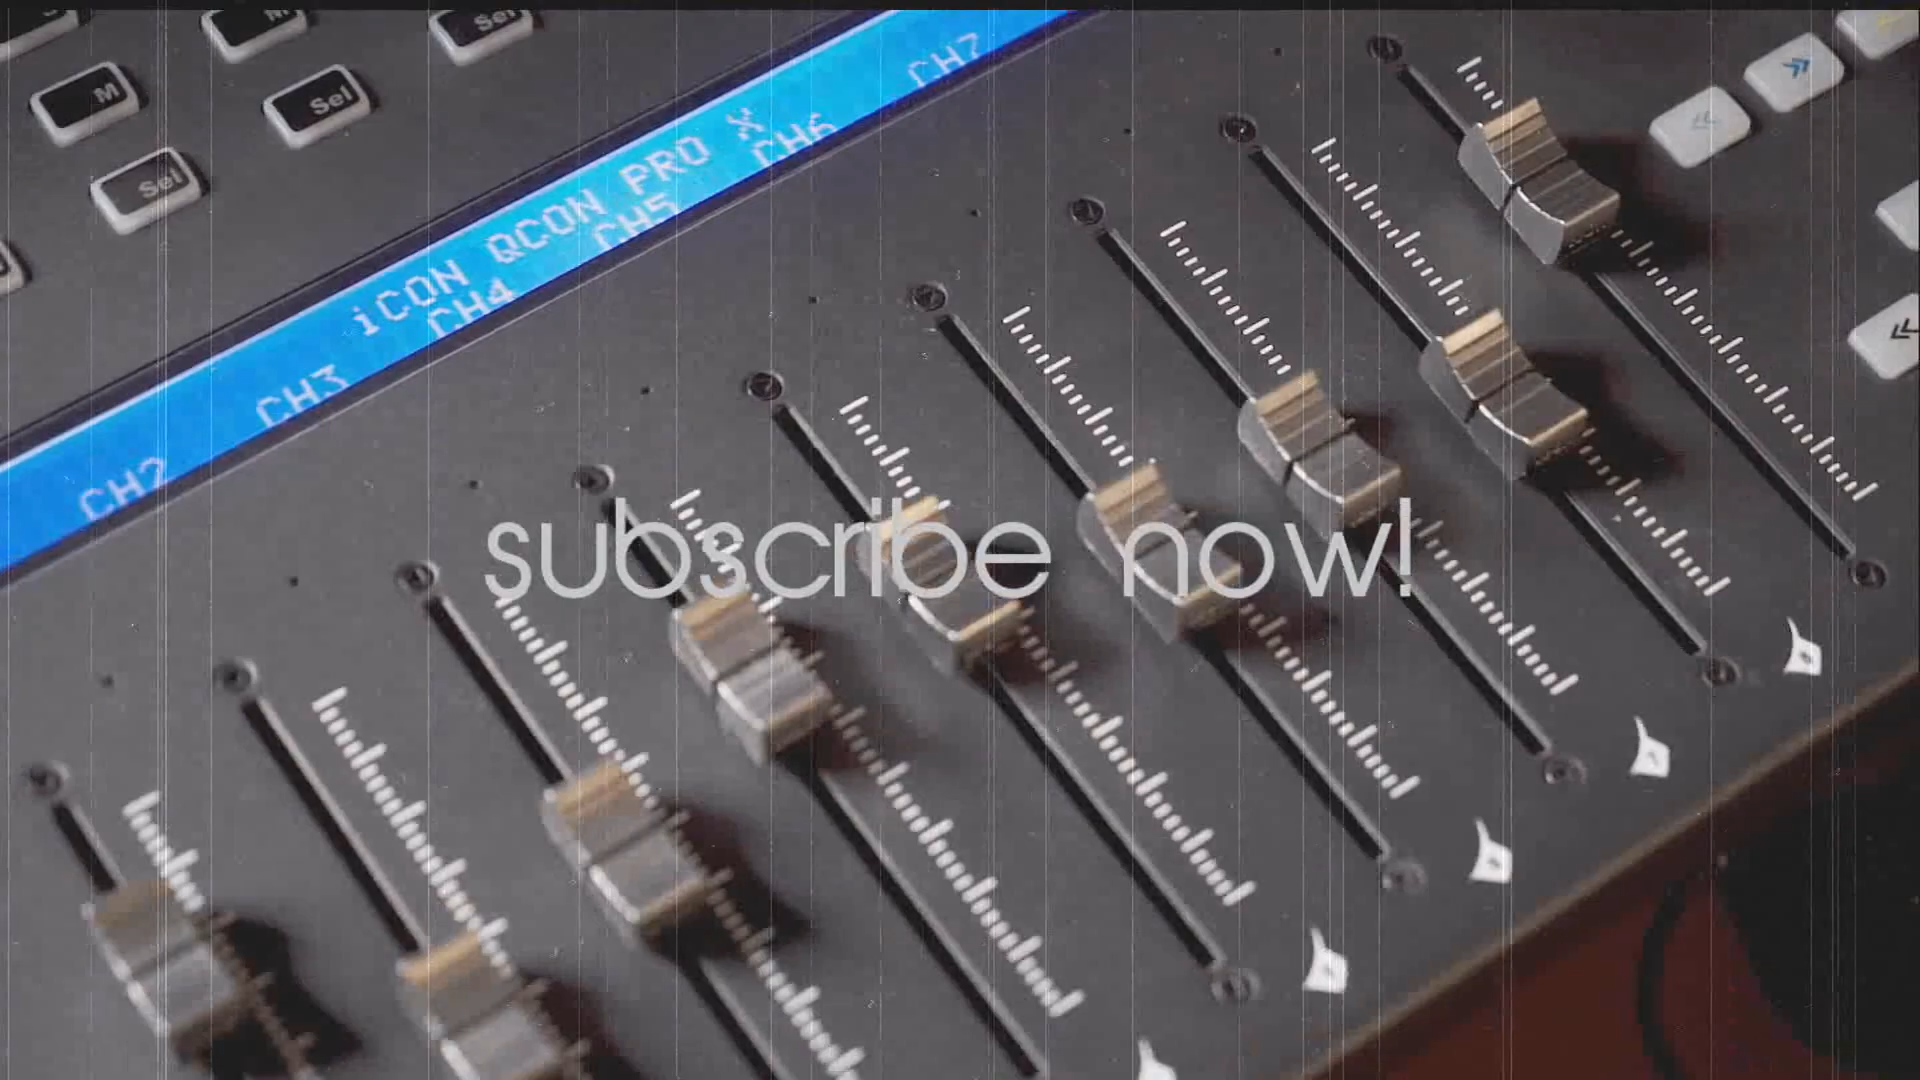 M
Sel
M
Sel
Sel
iCON QCON PRO X
CH2 CH3 CH4 CH5 CH6 CH7
subscribe now!